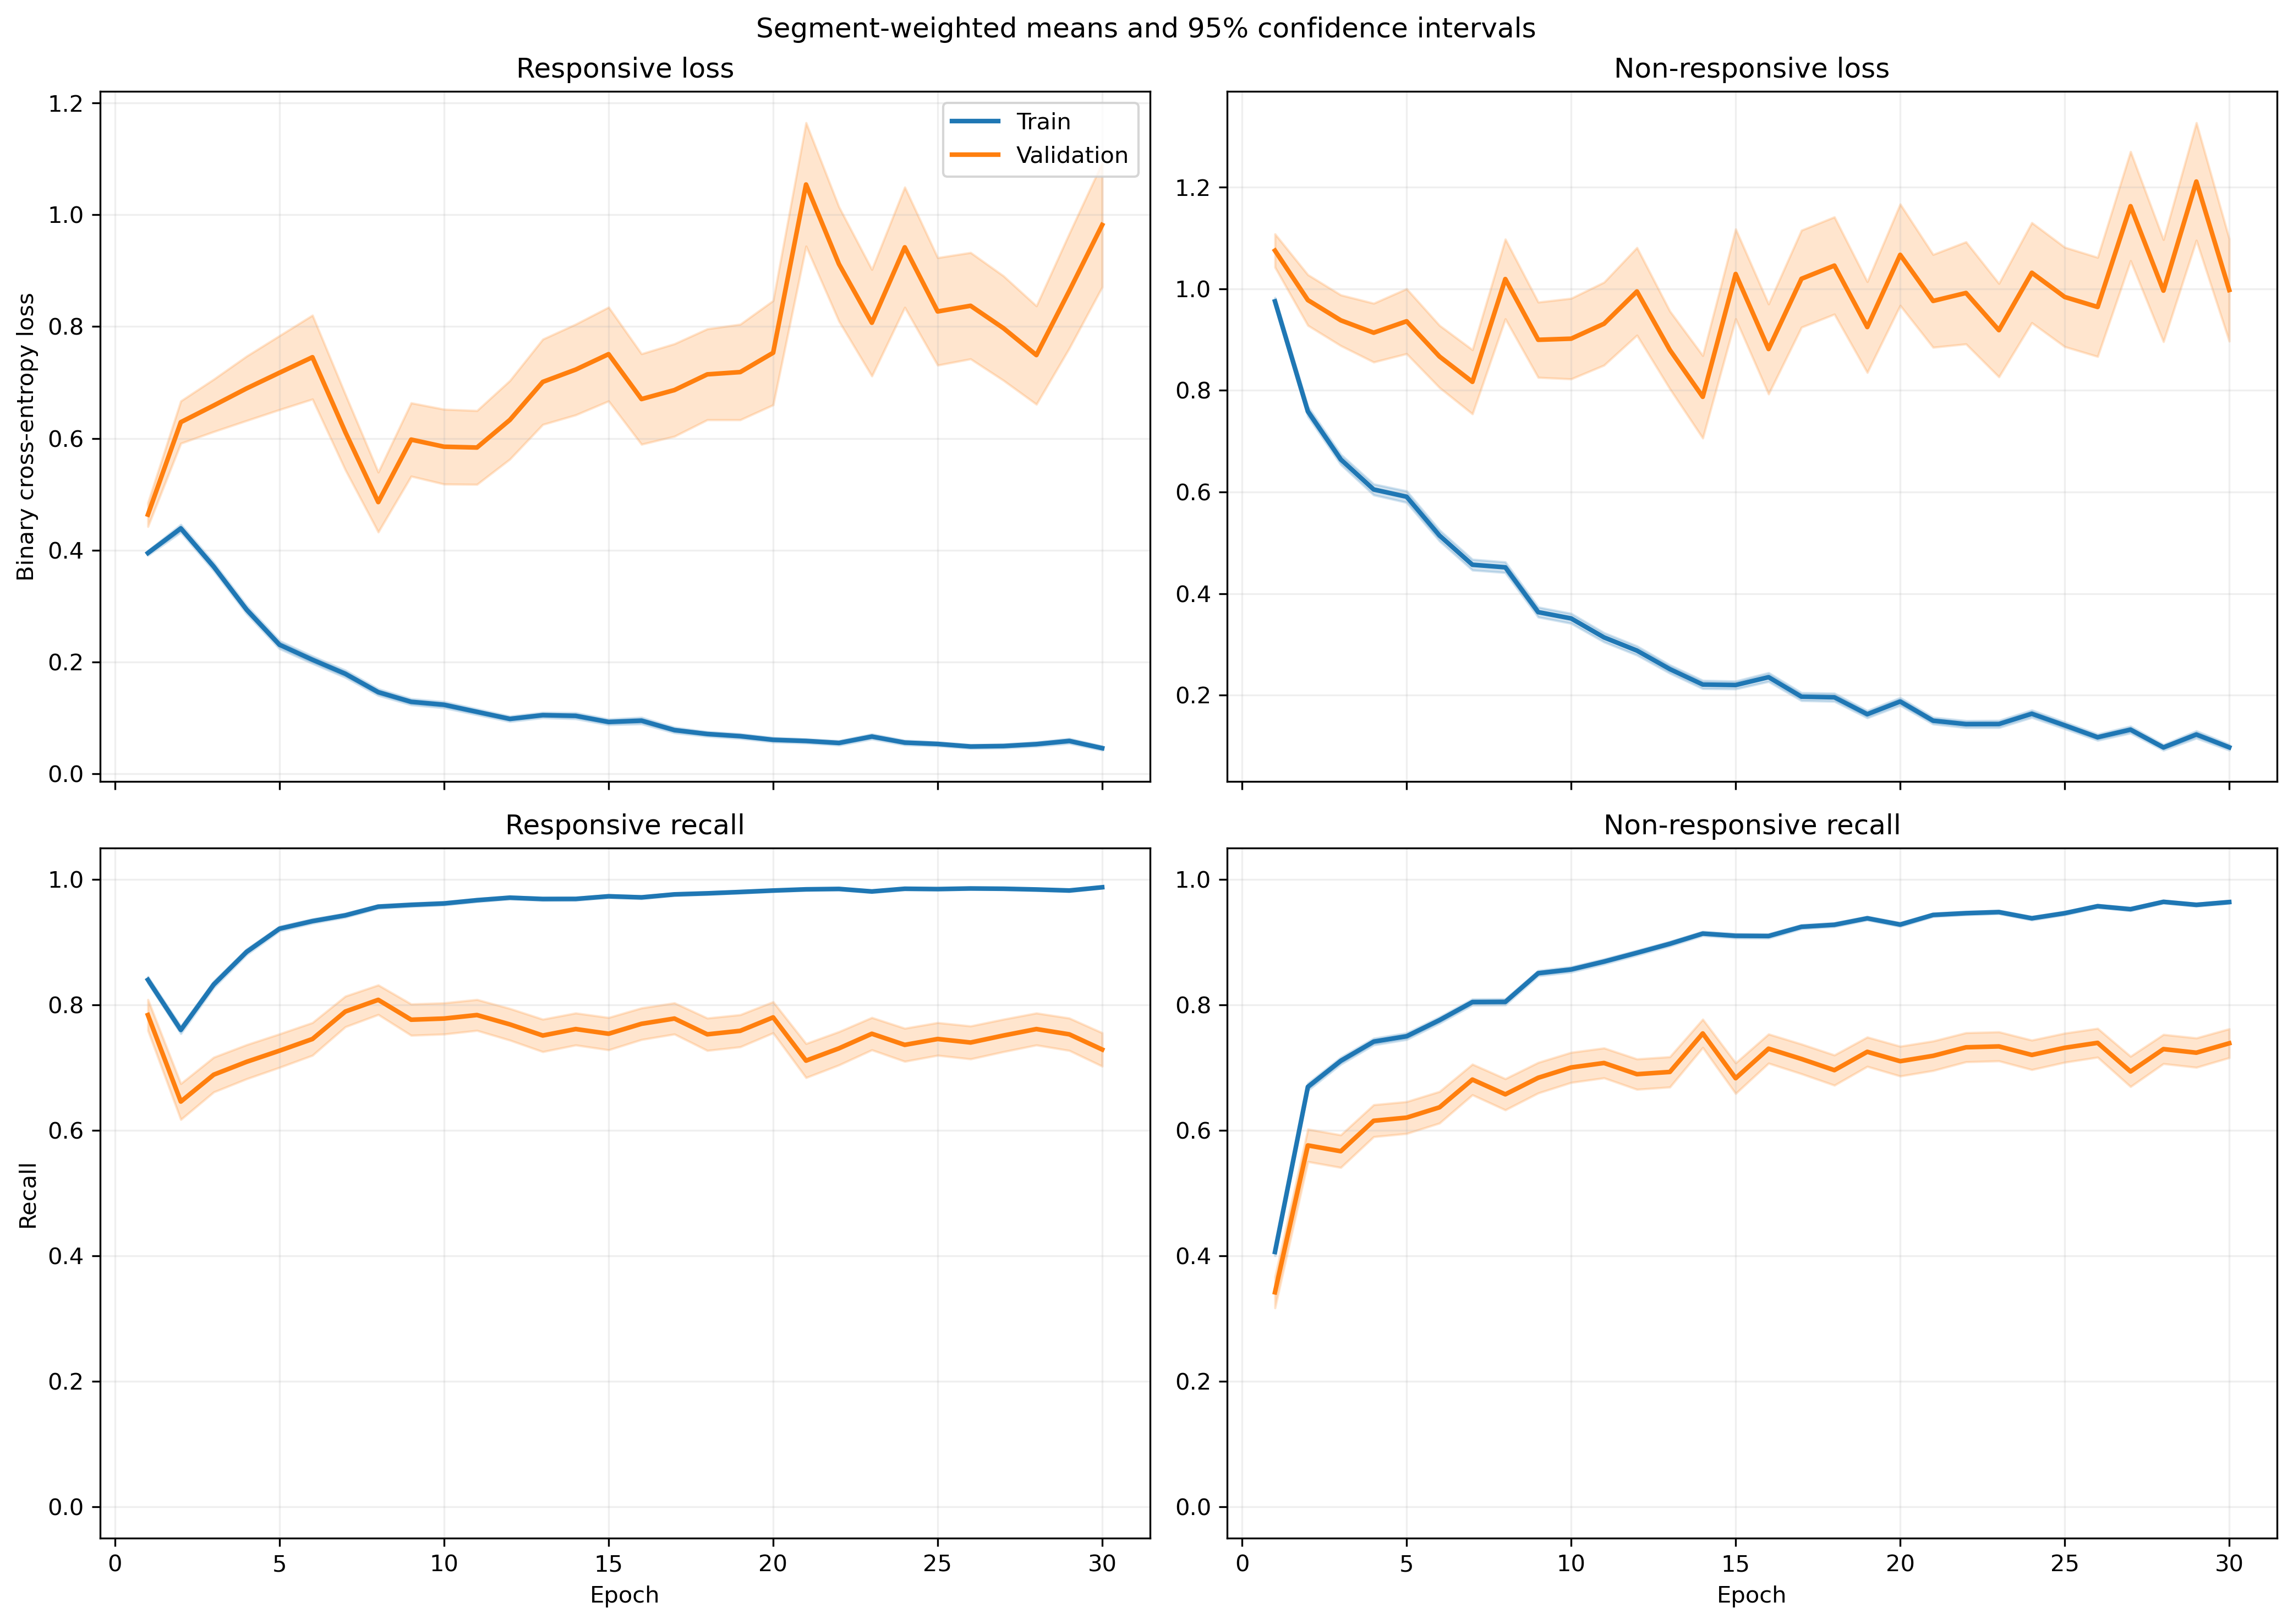 Segment-weighted means and 95% confidence intervals
Responsive loss
Non-responsive loss
Binary cross-entropy loss
1.2
1.0
0.8
0.6
0.4
0.2
0.0
Train
Validation
1.2
1.0
0.8
0.6
0.4
0.2
Responsive recall
Non-responsive recall
Recall
1.0
0.8
0.6
0.4
0.2
0.0
0 5 10 15 20 25 30
Epoch
1.0
0.8
0.6
0.4
0.2
0.0
0 5 10 15 20 25 30
Epoch